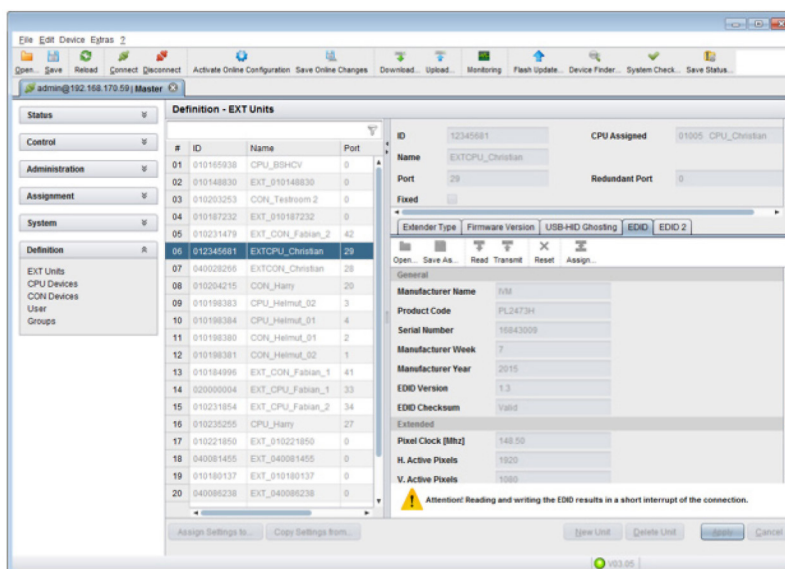 File Edit Device Extras ?
Open... Save Reload Connect Disconnect Activate Online Configuration Save Online Changes Download... Upload... Monitoring Flash Update... Device Finder... System Check... Save Status...
admin@192.168.170.59 | Master
Status
Control
Administration
Assignment
System
Definition
EXT Units
CPU Devices
CON Devices
User
Groups
Definition - EXT Units
# ID Name Port
01 010165938 CPU_BSHCV 0
02 010148830 EXT_010148830 0
03 010203253 CON_Testroom 2 0
04 010187232 EXT_010187232 0
05 010231479 EXT_CON_Fabian_2 42
06 012345681 EXTCPU_Christian 29
07 040028266 EXTCON_Christian 28
08 010204215 CON_Harry 20
09 010198383 CPU_Helmut_02 3
10 010198384 CPU_Helmut_01 4
11 010198380 CON_Helmut_01 2
12 010198381 CON_Helmut_02 1
13 010184996 EXT_CON_Fabian_1 41
14 020000004 EXT_CPU_Fabian_1 33
15 010231854 EXT_CPU_Fabian_2 34
16 010235255 CPU_Harry 27
17 010221850 EXT_010221850 0
18 040081455 EXT_040081455 0
19 010180137 EXT_010180137 0
20 040086238 EXT_040086238 0
Assign Settings to... Copy Settings from...
ID 12345681 CPU Assigned 01005 CPU_Christian
Name EXTCPU_Christian
Port 29 Redundant Port 0
Fixed
Extender Type Firmware Version USB-HID Ghosting EDID EDID 2
Open... Save As... Read Transmit Reset Assign...
General
Manufacturer Name IVM
Product Code PL2473H
Serial Number 16843009
Manufacturer Week 7
Manufacturer Year 2015
EDID Version 1.3
EDID Checksum Valid
Extended
Pixel Clock [Mhz] 148.50
H. Active Pixels 1920
V. Active Pixels 1080
Attention! Reading and writing the EDID results in a short interrupt of the connection.
New Unit Delete Unit Apply Cancel
V03.05